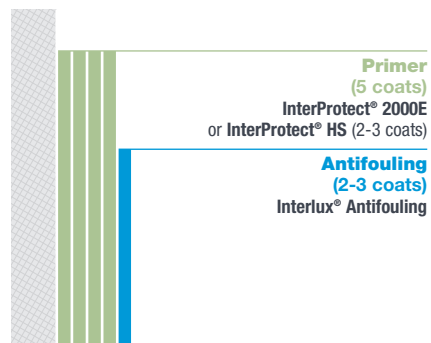 Primer
(5 coats)
InterProtect® 2000E
or InterProtect® HS (2-3 coats)
Antifouling
(2-3 coats)
Interlux® Antifouling